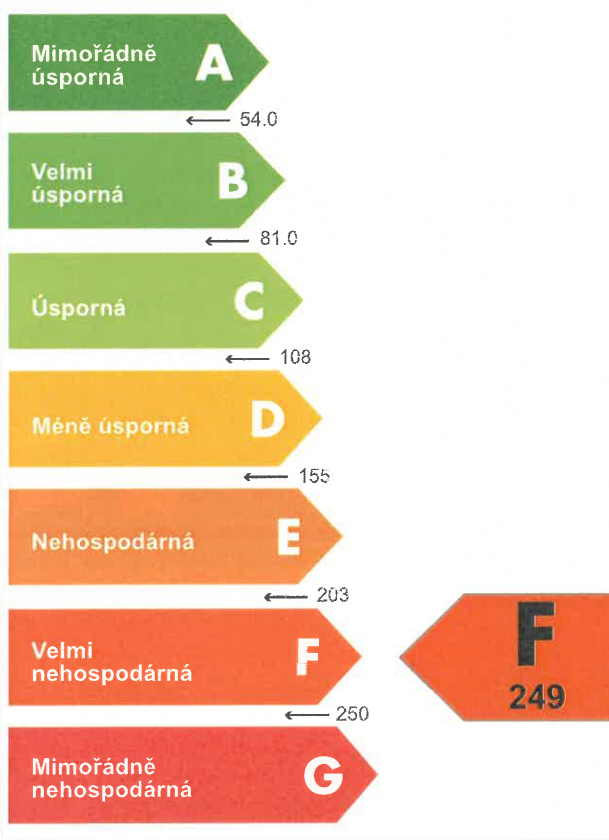 Mimořádně
úsporná
A
54.0
Velmi
úsporná
B
81.0
Úsporná
C
108
Méně úsporná
D
155
Nehospodárná
E
203
Velmi
nehospodárná
F
F
249
250
Mimořádně
nehospodárná
G